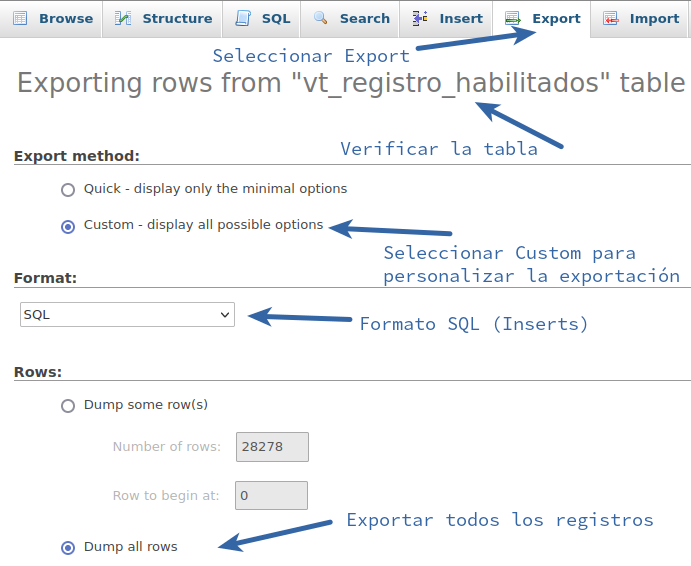 Browse Structure SQL Search Insert Export Import
Seleccionar Export
Exporting rows from "vt_registro_habilitados" table
Verificar la tabla
Export method:
Quick - display only the minimal options
Custom - display all possible options
Seleccionar Custom para
personalizar la exportación
Format:
SQL
Formato SQL (Inserts)
Rows:
Dump some row(s)
Number of rows: 28278
Row to begin at: 0
Exportar todos los registros
Dump all rows